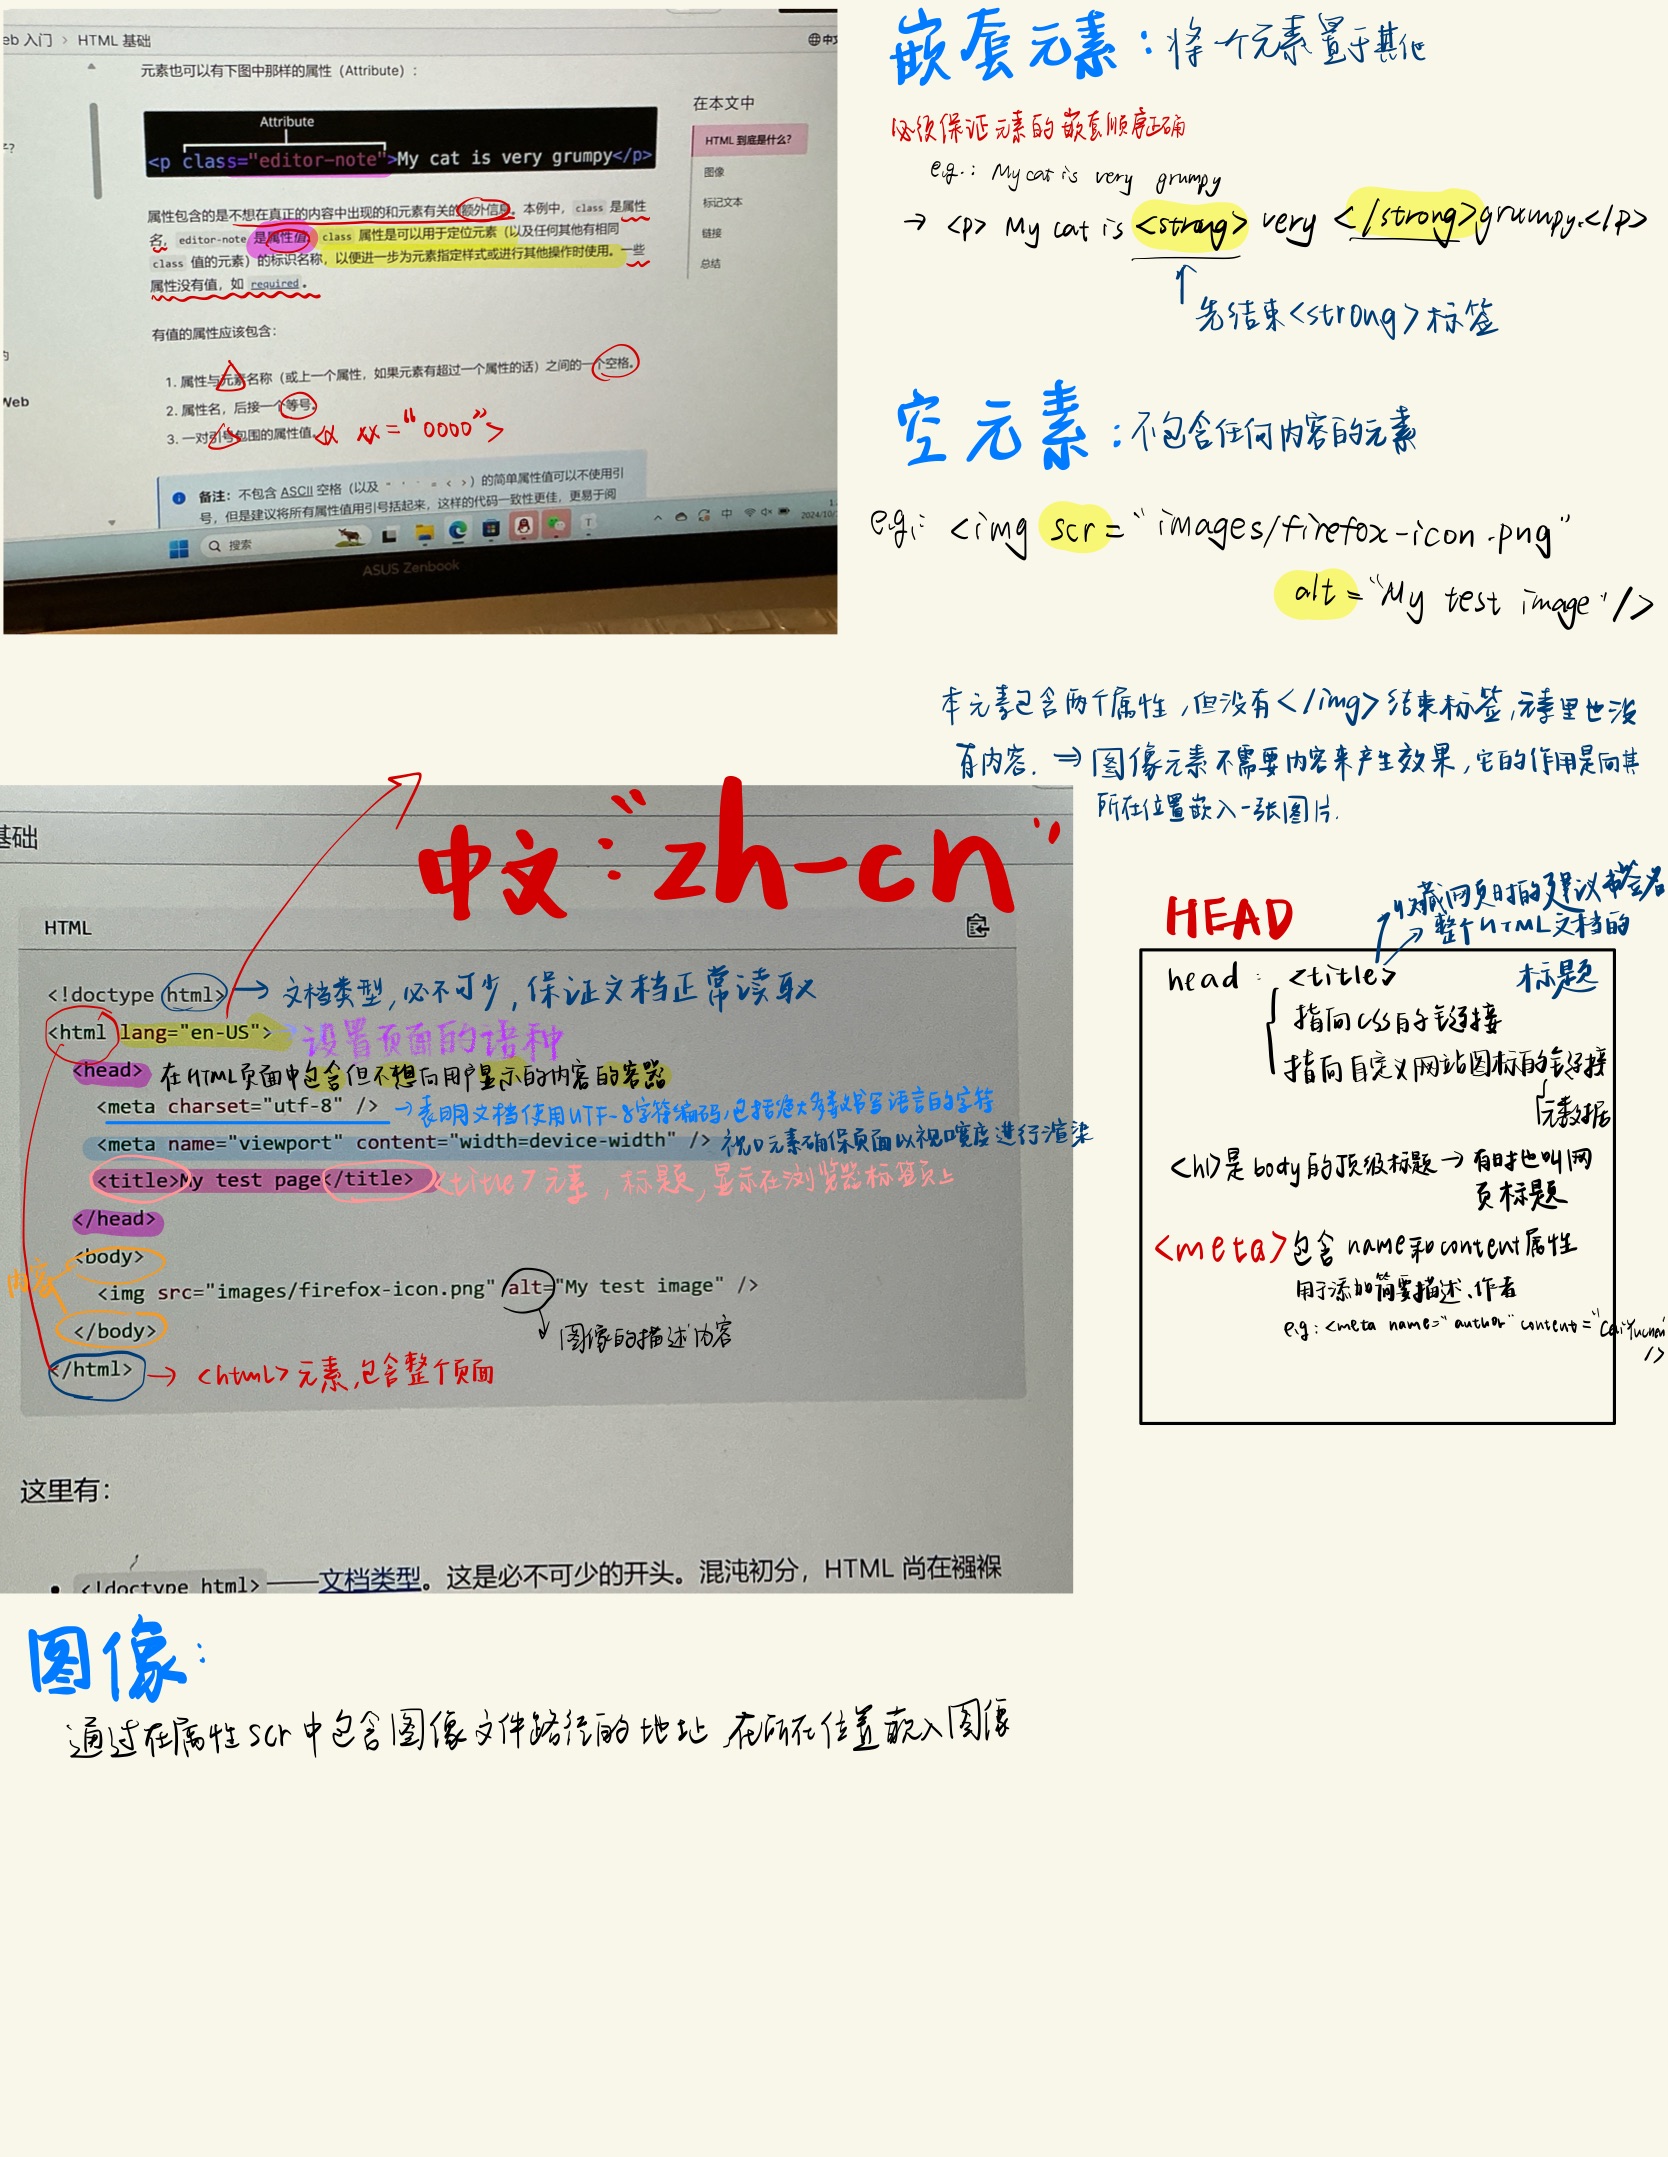 eb 入门 > HTML 基础
元素也可以有下图中那样的属性（Attribute）：
Attribute
<p class="editor-note">My cat is very grumpy</p>
属性包含的是不想在真正的内容中出现的和元素有关的额外信息。本例中，class 是属性
名，editor-note 是属性值。class 属性是可以用于定位元素（以及任何其他有相同
class 值的元素）的标识名称，以便进一步为元素指定样式或进行其他操作时使用。一些
属性没有值，如 required。
有值的属性应该包含：
1. 属性与元素名称（或上一个属性，如果元素有超过一个属性的话）之间的一个空格。
2. 属性名，后接一个等号。
3. 一对引号包围的属性值。
xx="0000">
备注：不包含 ASCII 空格（以及 " ' ` = < > ）的简单属性值可以不使用引
号，但是建议将所有属性值用引号括起来，这样的代码一致性更佳，更易于阅
在本文中
HTML 到底是什么？
图像
标记文本
链接
总结
Web
搜索
中
2024/10/
ASUS Zenbook
嵌套元素：将一个元素置于其他
必须保证元素的嵌套顺序正确
e.g.: My cat is very grumpy
→ <p> My cat is <strong> very </strong> grumpy.</p>
↑先结束<strong>标签
空元素：不包含任何内容的元素
e.g.: <img scr="images/firefox-icon.png"
alt="My test image"/>
本元素已含两个属性，但没有</img>结束标签，元素里也没
有内容. ⇒ 图像元素不需要内容来产生效果，它的作用是向其
所在位置嵌入一张图片.
基础
中文："zh-cn"
HTML
<!doctype html> → 文档类型，必不可少，保证文档正常读取
<html lang="en-US"> 设置页面的语种
<head> 在HTML页面中包含但不想向用户显示的内容的容器
<meta charset="utf-8" /> → 表明文档使用UTF-8字符编码，包括绝大多数书写语言的字符
<meta name="viewport" content="width=device-width" /> 视口元素确保页面以视口宽度进行渲染
<title>My test page</title> <title>元素，标题，显示在浏览器标签页上
</head>
<body>
内容
<img src="images/firefox-icon.png" alt="My test image" />
</body> 图像的描述内容
</html> → <html>元素，包含整个页面
这里有：
<!doctype html>——文档类型。这是必不可少的开头。混沌初分，HTML 尚在襁褓
HEAD
收藏网页时的建议书签名
整个HTML文档的
标题
head : <title>
指向CSS的链接
指向自定义网站图标的链接
元数据
<h1>是body的顶级标题 → 有时也叫网
页标题
<meta>包含name和content属性
用于添加简要描述、作者
e.g: <meta name="author" content=
/>
图像：
通过在属性scr中包含图像文件路径的地址，在所在位置嵌入图像